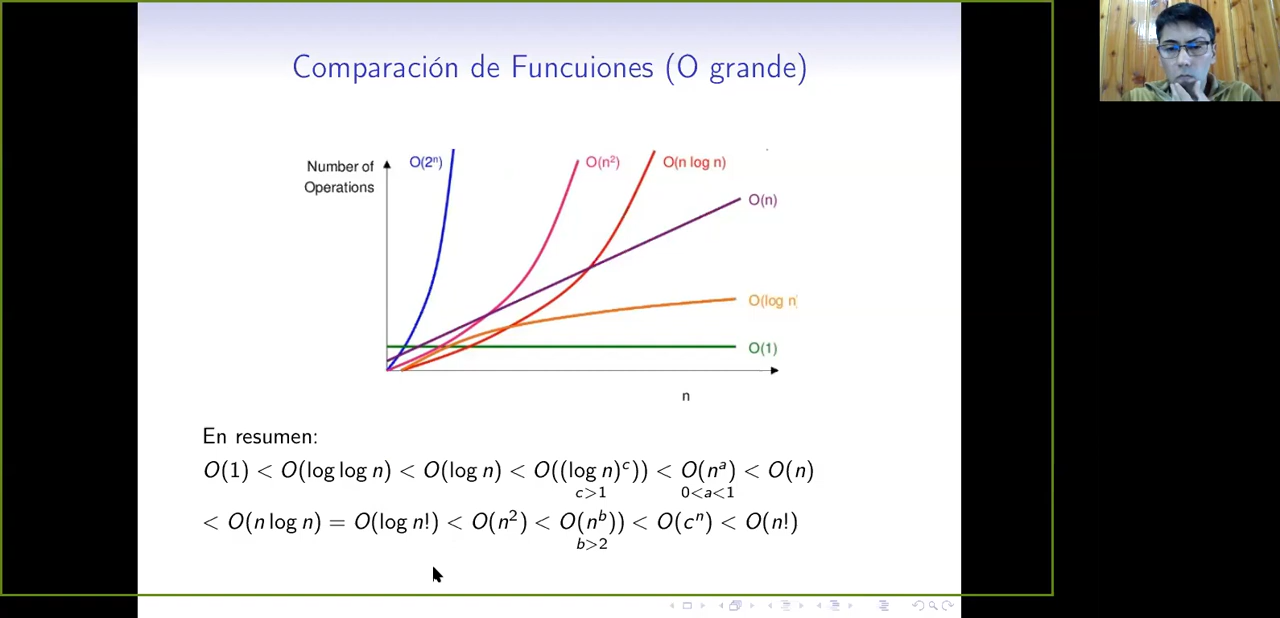 Comparación de Funcuiones (O grande)
Number of
Operations
O(2ⁿ)
O(n²)
O(n log n)
O(n)
O(log n)
O(1)
n
En resumen:
O(1) < O(log log n) < O(log n) < O((log n)ᶜ)) < O(nᵃ) < O(n)
c>1 0<a<1
< O(n log n) = O(log n!) < O(n²) < O(nᵇ)) < O(cⁿ) < O(n!)
b>2